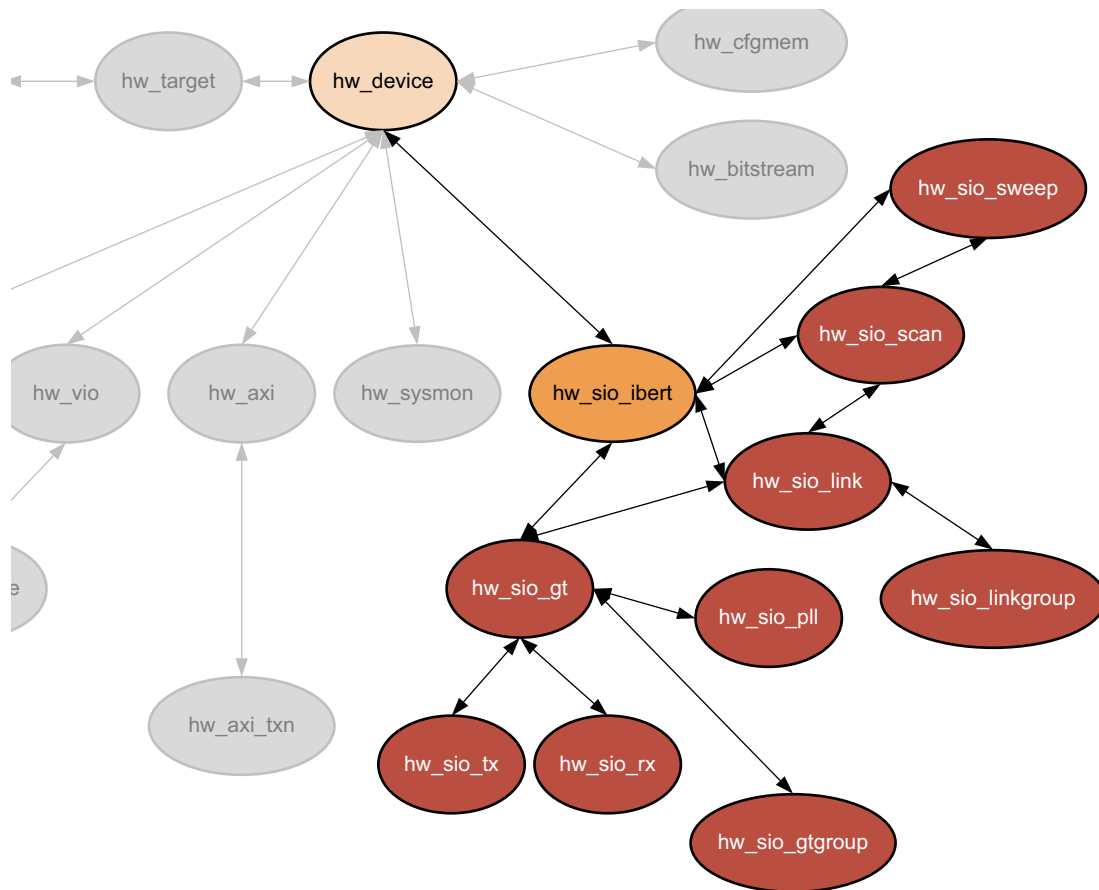 hw_cfgmem
hw_target
hw_device
hw_bitstream
hw_sio_sweep
hw_sio_scan
hw_vio
hw_axi
hw_sysmon
hw_sio_ibert
hw_sio_link
hw_sio_gt
e
hw_sio_linkgroup
hw_sio_pll
hw_axi_txn
hw_sio_tx
hw_sio_rx
hw_sio_gtgroup